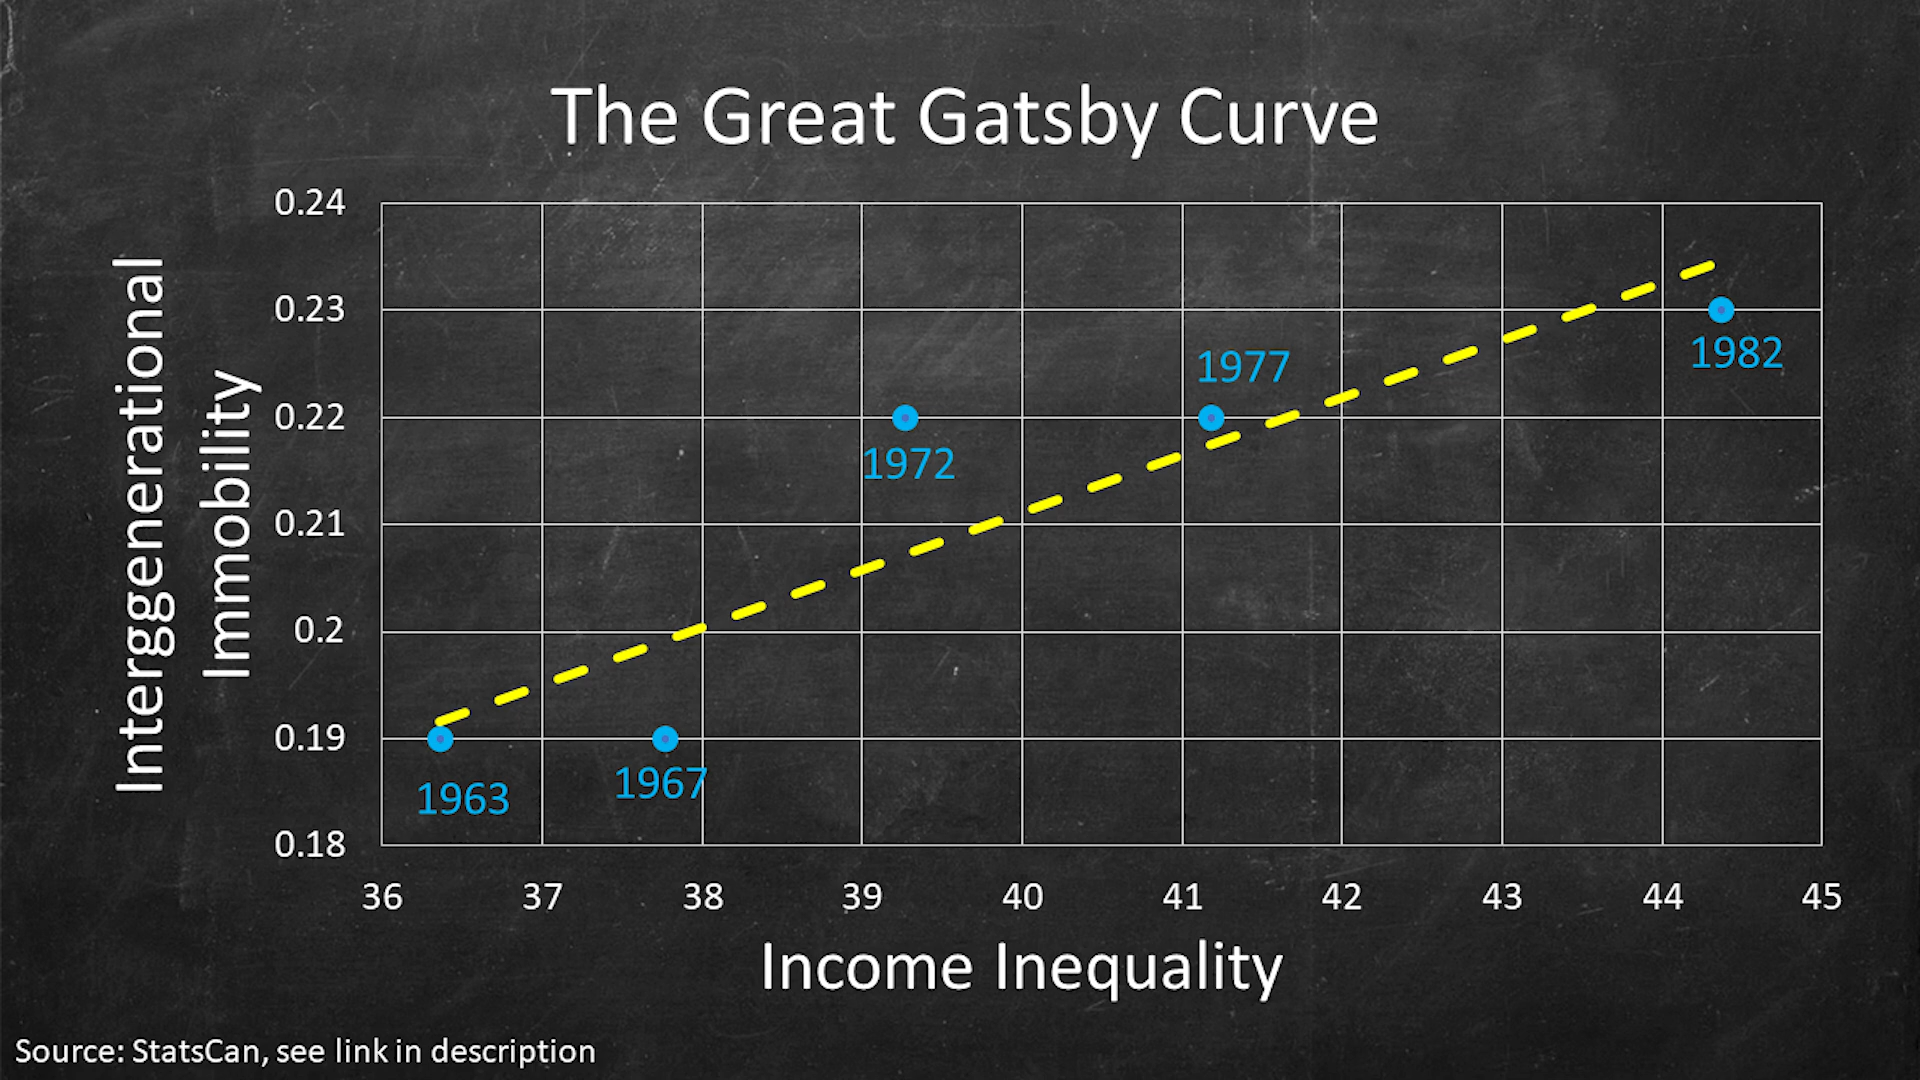 The Great Gatsby Curve
Interggenerational
Immobility
0.24
0.23
0.22
0.21
0.2
0.19
0.18
1963
1967
1972
1977
1982
36 37 38 39 40 41 42 43 44 45
Income Inequality
Source: StatsCan, see link in description